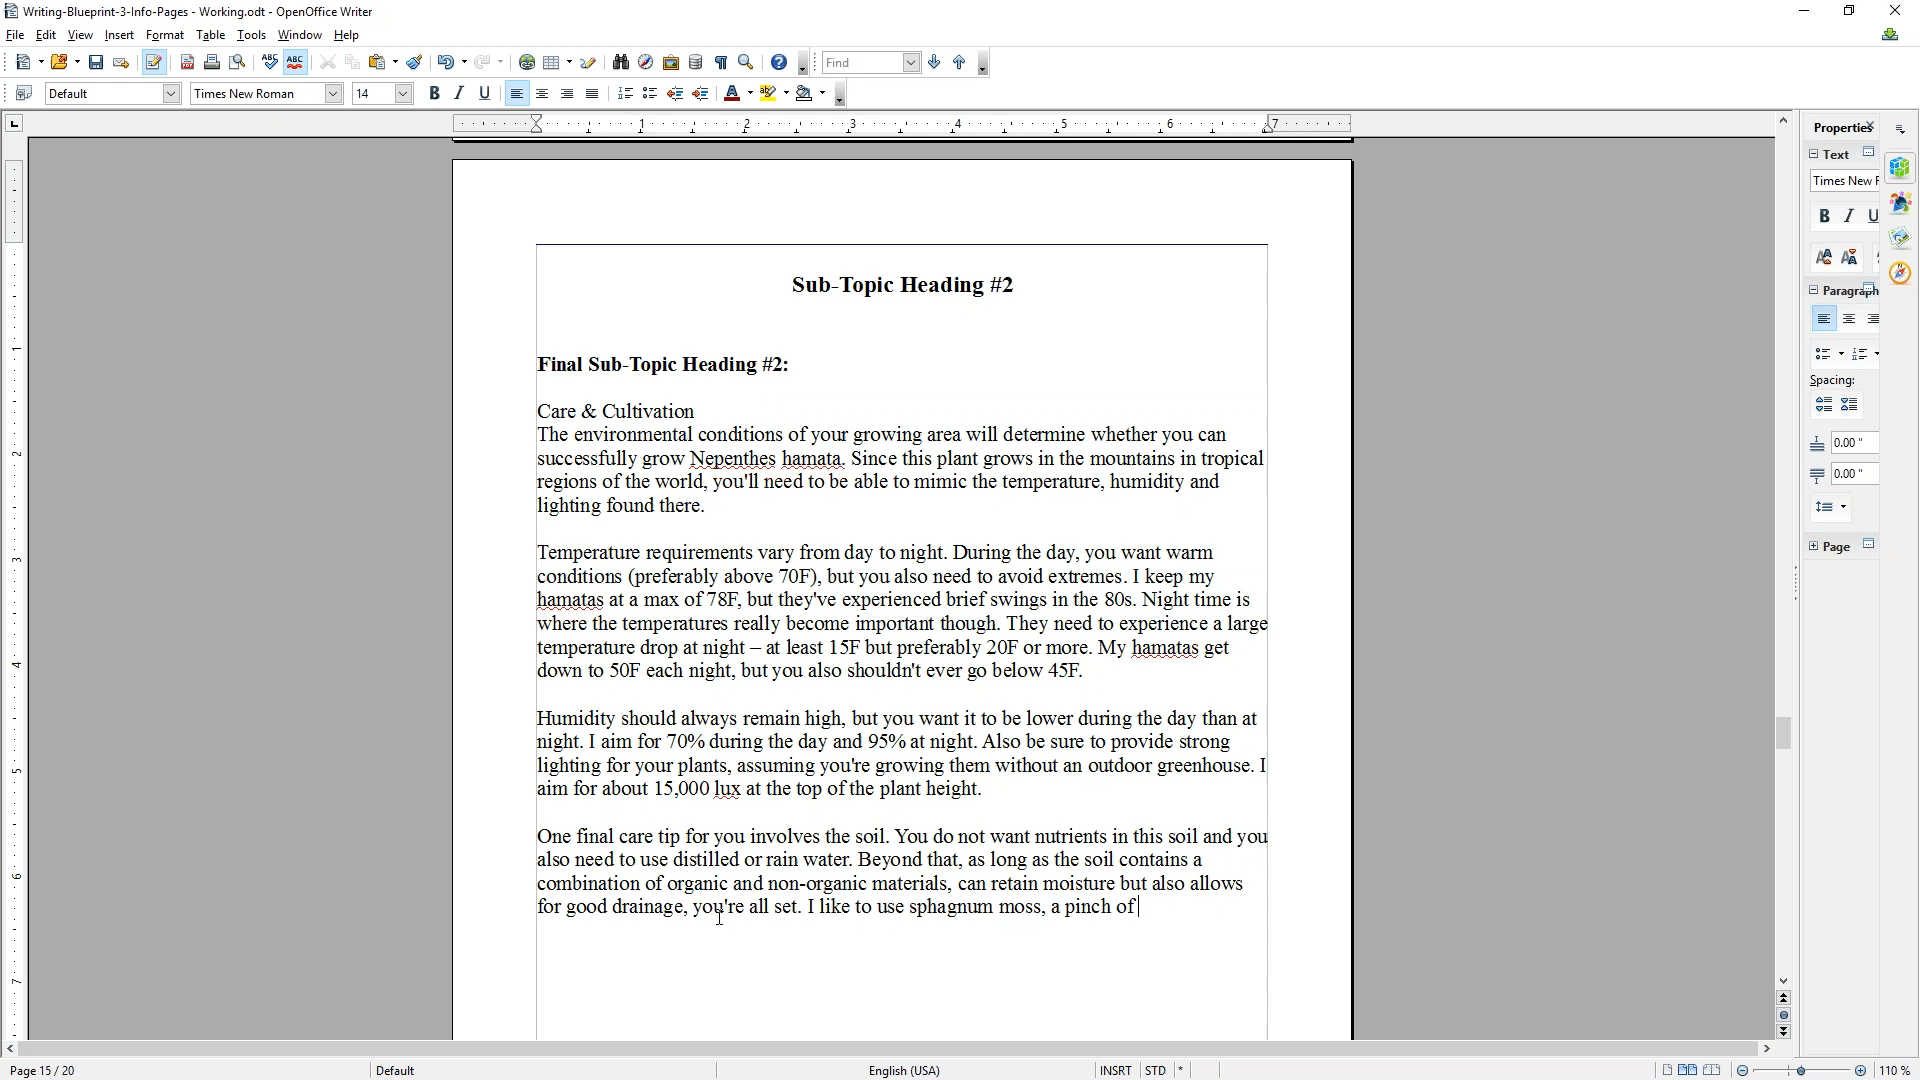 Writing-Blueprint-3-Info-Pages - Working.odt - OpenOffice Writer
File Edit View Insert Format Table Tools Window Help
Find
Default Times New Roman 14
1 2 3 4 5 6 7
Properties
Text
Times New R
Paragraph
Spacing:
0.00 "
0.00 "
Page
Sub-Topic Heading #2
Final Sub-Topic Heading #2:
Care & Cultivation
The environmental conditions of your growing area will determine whether you can
successfully grow Nepenthes hamata. Since this plant grows in the mountains in tropical
regions of the world, you'll need to be able to mimic the temperature, humidity and
lighting found there.
Temperature requirements vary from day to night. During the day, you want warm
conditions (preferably above 70F), but you also need to avoid extremes. I keep my
hamatas at a max of 78F, but they've experienced brief swings in the 80s. Night time is
where the temperatures really become important though. They need to experience a large
temperature drop at night – at least 15F but preferably 20F or more. My hamatas get
down to 50F each night, but you also shouldn't ever go below 45F.
Humidity should always remain high, but you want it to be lower during the day than at
night. I aim for 70% during the day and 95% at night. Also be sure to provide strong
lighting for your plants, assuming you're growing them without an outdoor greenhouse. I
aim for about 15,000 lux at the top of the plant height.
One final care tip for you involves the soil. You do not want nutrients in this soil and you
also need to use distilled or rain water. Beyond that, as long as the soil contains a
combination of organic and non-organic materials, can retain moisture but also allows
for good drainage, you're all set. I like to use sphagnum moss, a pinch of
Page 15 / 20 Default English (USA) INSRT STD * 110 %